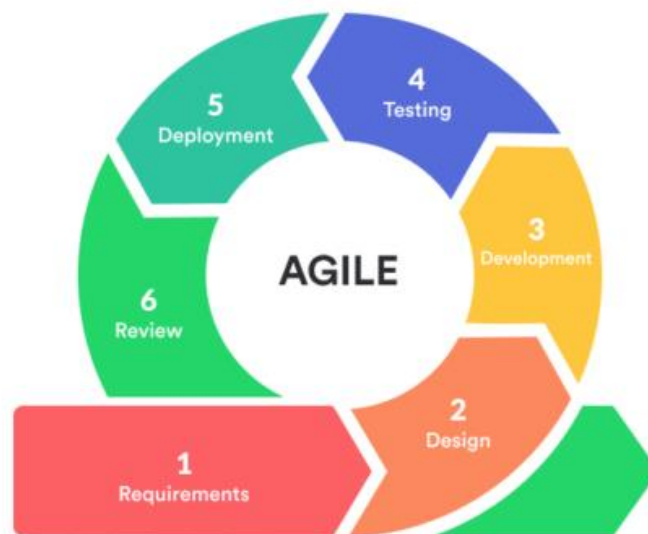 4
Testing
5
Deployment
3
Development
AGILE
6
Review
2
Design
1
Requirements